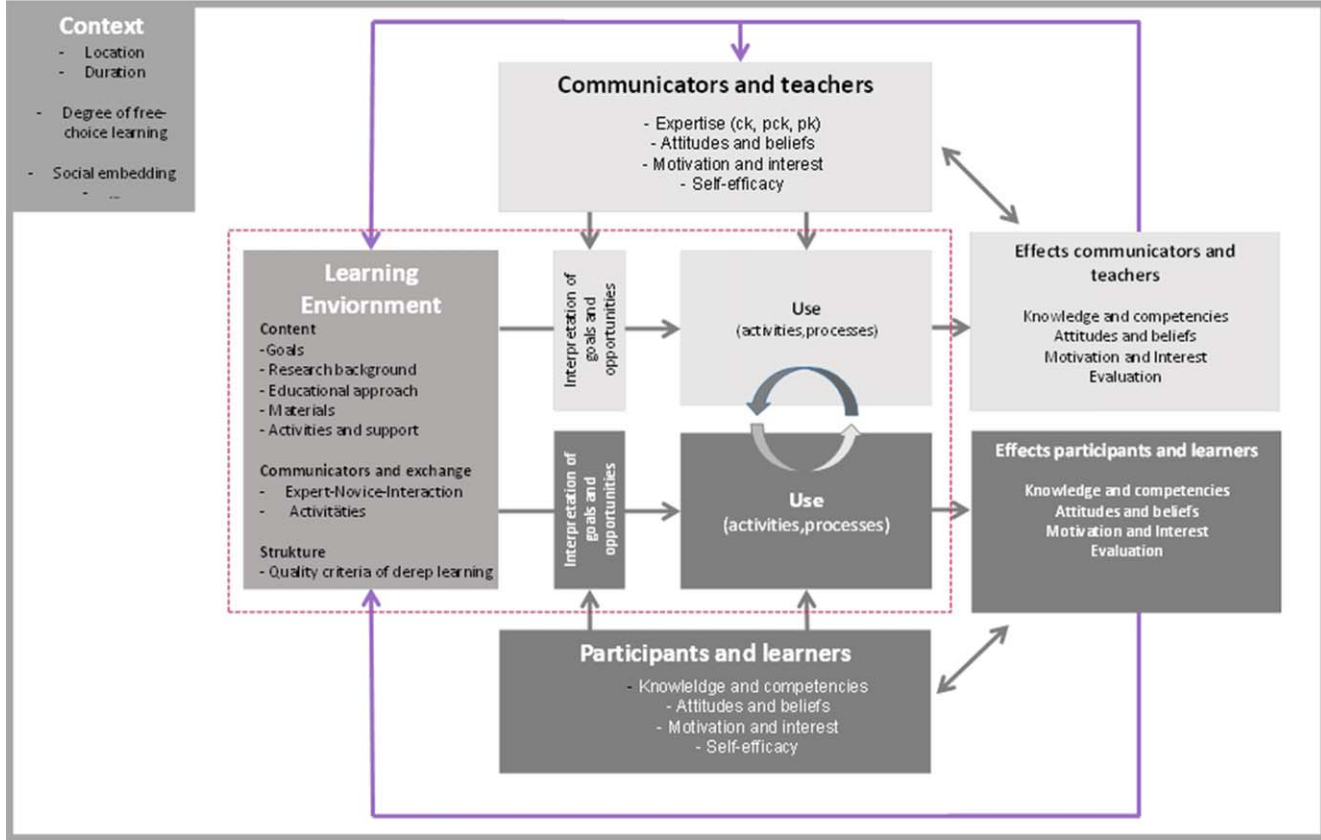 Context
- Location
- Duration
- Degree of free-
choice learning
- Social embedding
- ...
Communicators and teachers
- Expertise (ck, pck, pk)
- Attitudes and beliefs
- Motivation and interest
- Self-efficacy
Learning
Enviornment
Content
-Goals
- Research background
- Educational approach
- Materials
- Activities and support
Communicators and exchange
- Expert-Novice-Interaction
- Activitäties
Strukture
- Quality criteria of derep learning
Interpretation of
goals and
opportunities
Use
(activities,processes)
Effects communicators and
teachers
Knowledge and competencies
Attitudes and beliefs
Motivation and Interest
Evaluation
Interpretation of
goals and
opportunities
Use
(activities,processes)
Effects participants and learners
Knowledge and competencies
Attitudes and beliefs
Motivation and Interest
Evaluation
Participants and learners
- Knowleldge and competencies
- Attitudes and beliefs
- Motivation and interest
- Self-efficacy